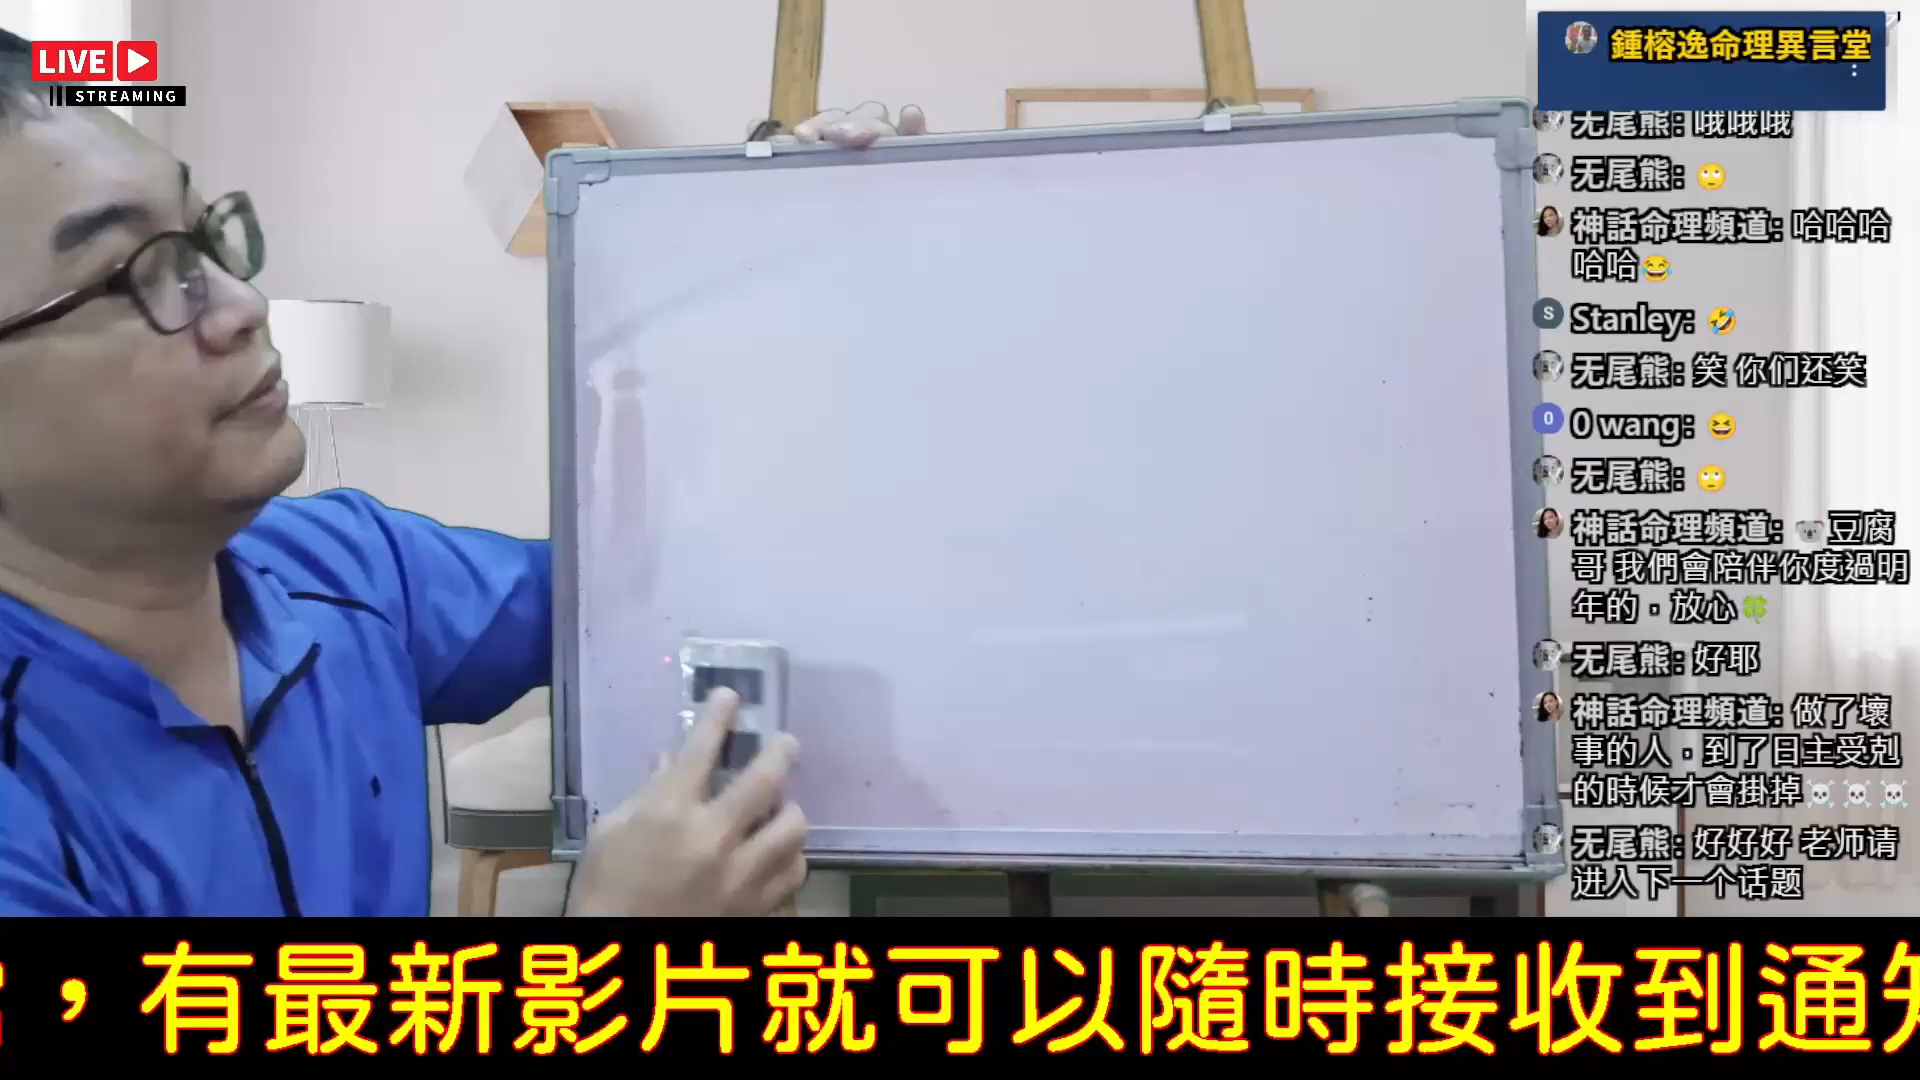 LIVE
STREAMING
鍾榕逸命理異言堂
无尾熊: 哦哦哦
无尾熊: 🙄
神話命理頻道: 哈哈哈
哈哈😂
S
Stanley: 🤣
无尾熊: 笑 你们还笑
0
0 wang: 😆
无尾熊: 🙄
神話命理頻道: 🐨豆腐
哥 我們會陪伴你度過明
年的，放心🍀
无尾熊: 好耶
神話命理頻道: 做了壞
事的人，到了日主受剋
的時候才會掛掉☠☠☠
无尾熊: 好好好 老师请
进入下一个话题
，有最新影片就可以隨時接收到通知